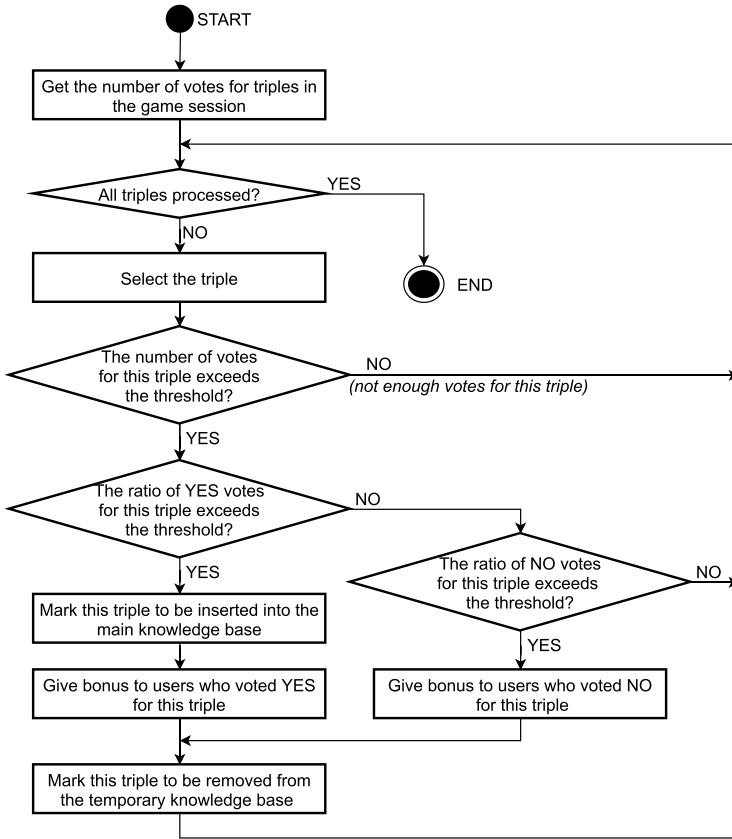 START
Get the number of votes for triples in
the game session
All triples processed?
YES
NO
END
Select the triple
The number of votes
for this triple exceeds
the threshold?
NO
(not enough votes for this triple)
YES
The ratio of YES votes
for this triple exceeds
the threshold?
NO
The ratio of NO votes
for this triple exceeds
the threshold?
NO
YES
Mark this triple to be inserted into the
main knowledge base
YES
Give bonus to users who voted YES
for this triple
Give bonus to users who voted NO
for this triple
Mark this triple to be removed from
the temporary knowledge base